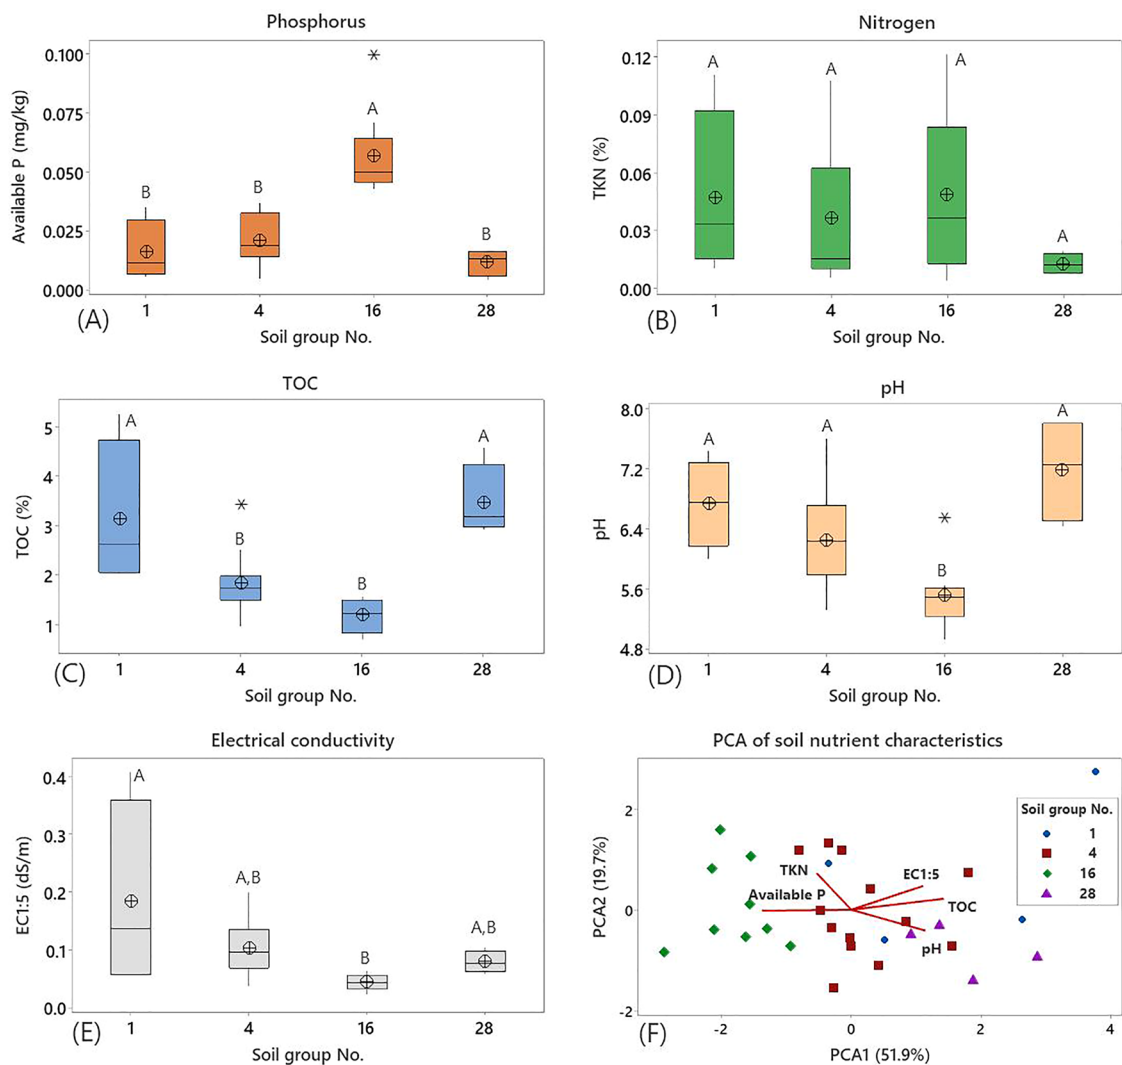 Phosphorus
Available P (mg/kg)
0.100
0.075
0.050
0.025
0.000
B
B
A
B
1 4 16 28
(A)
Soil group No.
Nitrogen
TKN (%)
0.12
0.09
0.06
0.03
0.00
A
A
A
A
1 4 16 28
(B)
Soil group No.
TOC
TOC (%)
5
4
3
2
1
A
B
B
A
1 4 16 28
(C)
Soil group No.
pH
pH
8.0
7.2
6.4
5.6
4.8
A
A
B
A
1 4 16 28
(D)
Soil group No.
Electrical conductivity
EC1:5 (dS/m)
0.4
0.3
0.2
0.1
0.0
A
A,B
B
A,B
1 4 16 28
(E)
Soil group No.
PCA of soil nutrient characteristics
PCA2 (19.7%)
2
0
-2
Soil group No.
1
4
16
28
TKN
EC1:5
Available P
TOC
pH
-2 0 2 4
(F)
PCA1 (51.9%)